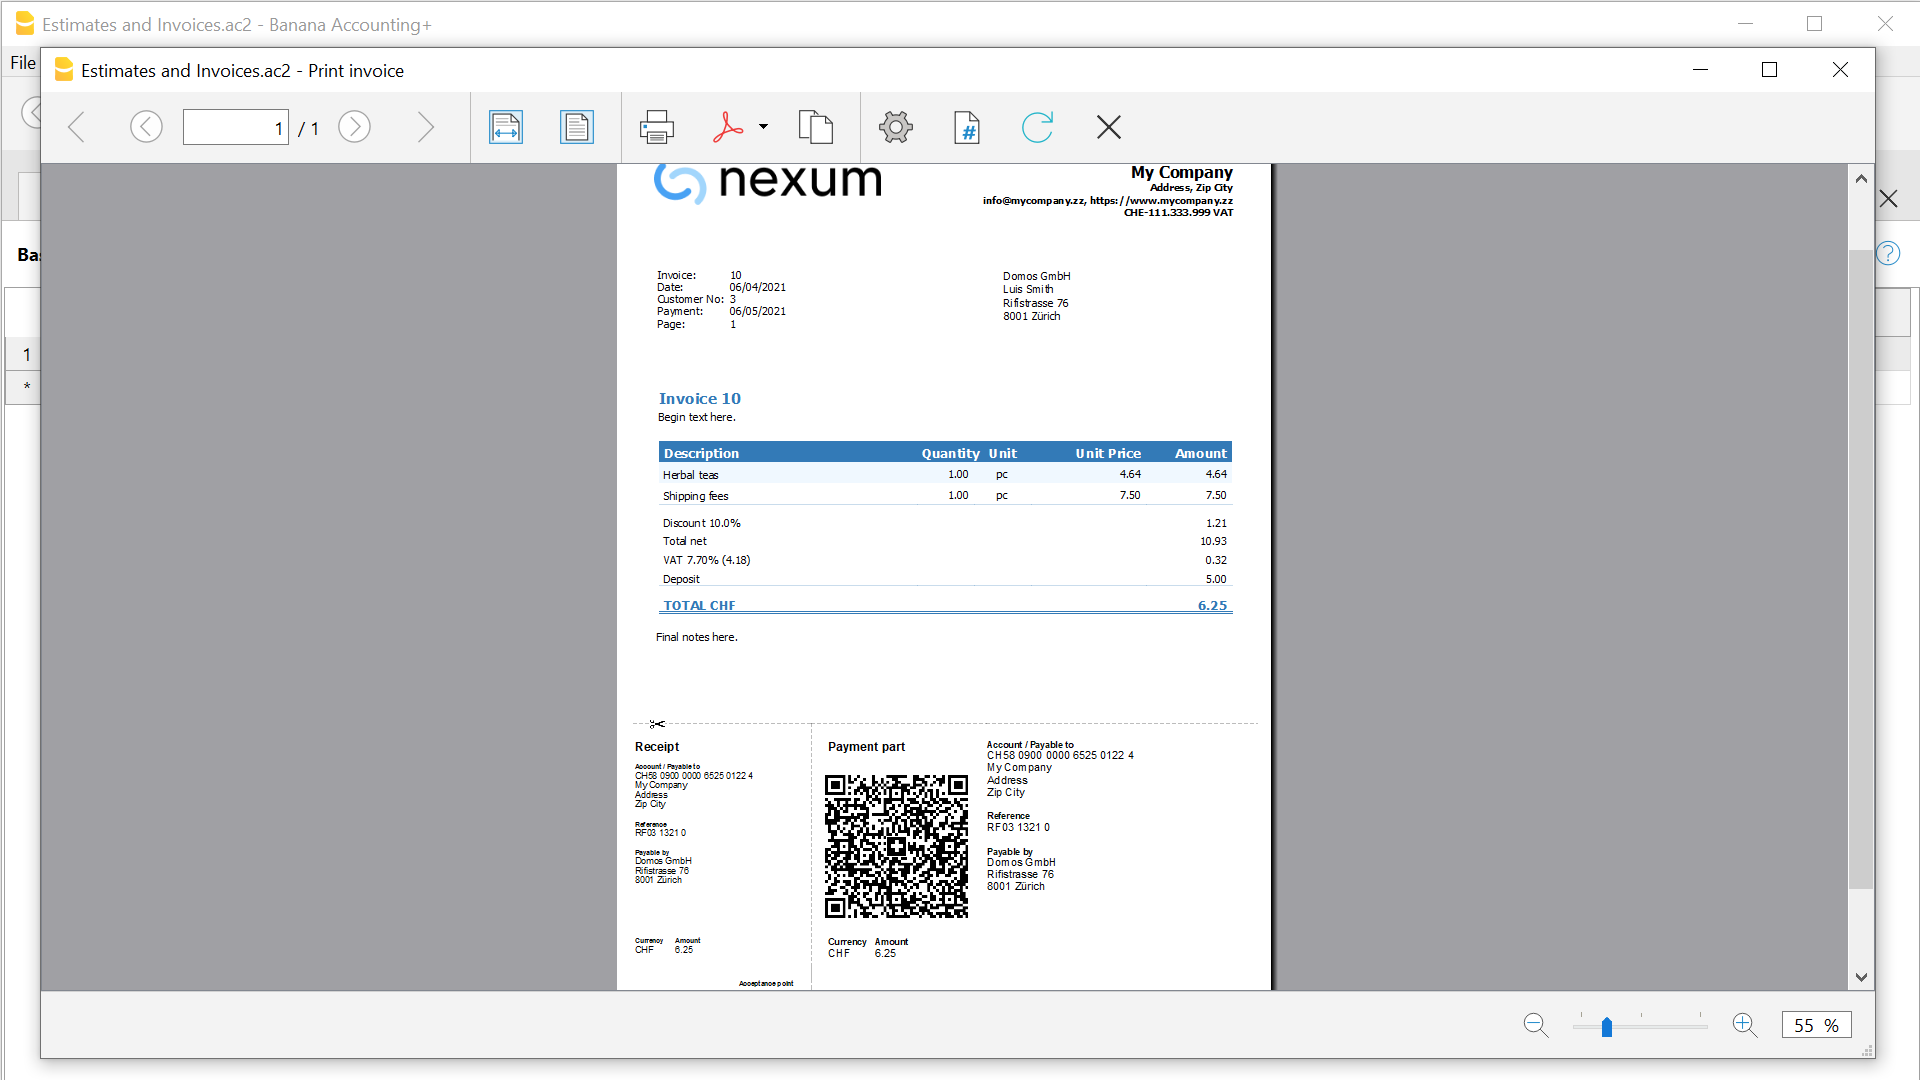 Estimates and Invoices.ac2 - Banana Accounting+
File
Estimates and Invoices.ac2 - Print invoice
1 / 1
#
nexum
My Company
Address, Zip City
info@mycompany.zz, https://www.mycompany.zz
CHE-111.333.999 VAT
Invoice: 10
Date: 06/04/2021
Customer No: 3
Payment: 06/05/2021
Page: 1
Domos GmbH
Luis Smith
Rifistrasse 76
8001 Zürich
Invoice 10
Begin text here.
Description Quantity Unit Unit Price Amount
Herbal teas 1.00 pc 4.64 4.64
Shipping fees 1.00 pc 7.50 7.50
Discount 10.0% 1.21
Total net 10.93
VAT 7.70% (4.18) 0.32
Deposit 5.00
TOTAL CHF 6.25
Final notes here.
Receipt
Account / Payable to
CH58 0900 0000 6525 0122 4
My Company
Address
Zip City
Reference
RF03 1321 0
Payable by
Domos GmbH
Rifistrasse 76
8001 Zürich
Currency Amount
CHF 6.25
Acceptance point
Payment part
Currency Amount
CHF 6.25
Account / Payable to
CH58 0900 0000 6525 0122 4
My Company
Address
Zip City
Reference
RF03 1321 0
Payable by
Domos GmbH
Rifistrasse 76
8001 Zürich
Ba
1
*
?
55 %